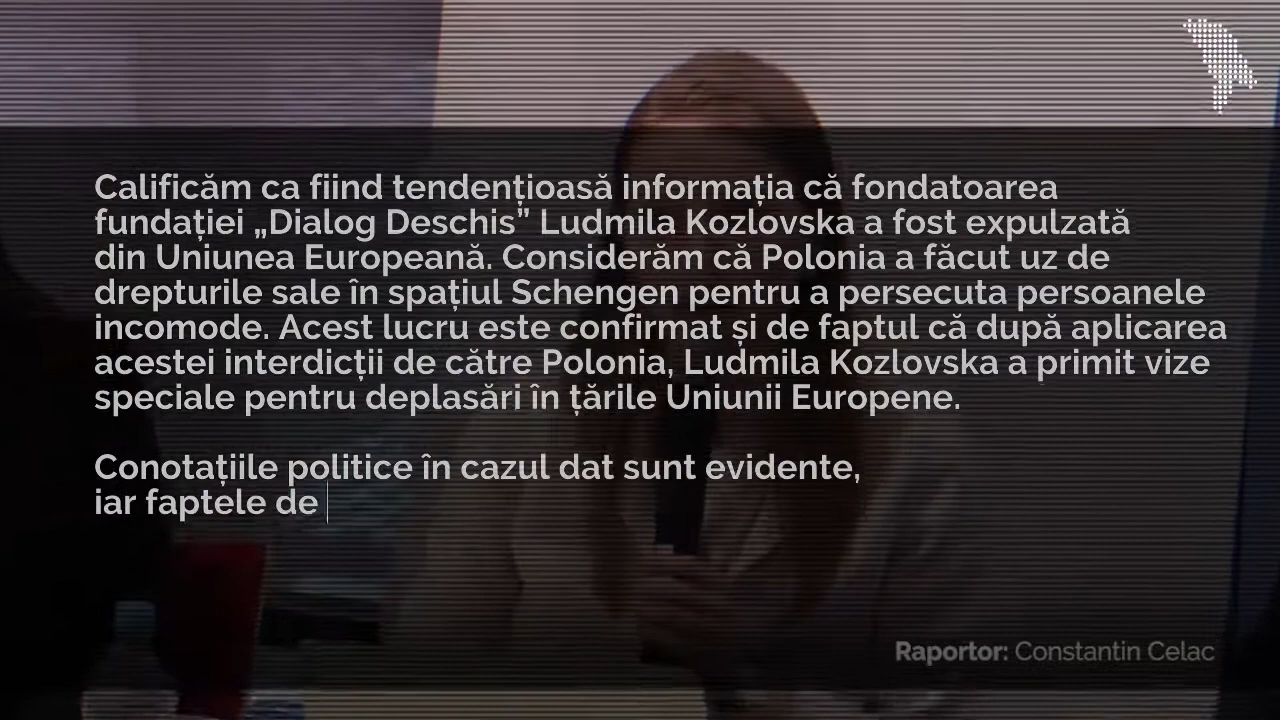 Calificăm ca fiind tendențioasă informația că fondatoarea
fundației „Dialog Deschis” Ludmila Kozlovska a fost expulzată
din Uniunea Europeană. Considerăm că Polonia a făcut uz de
drepturile sale în spațiul Schengen pentru a persecuta persoanele
incomode. Acest lucru este confirmat și de faptul că după aplicarea
acestei interdicții de către Polonia, Ludmila Kozlovska a primit vize
speciale pentru deplasări în țările Uniunii Europene.
Conotațiile politice în cazul dat sunt evidente,
iar faptele de
Raportor: Constantin Celac